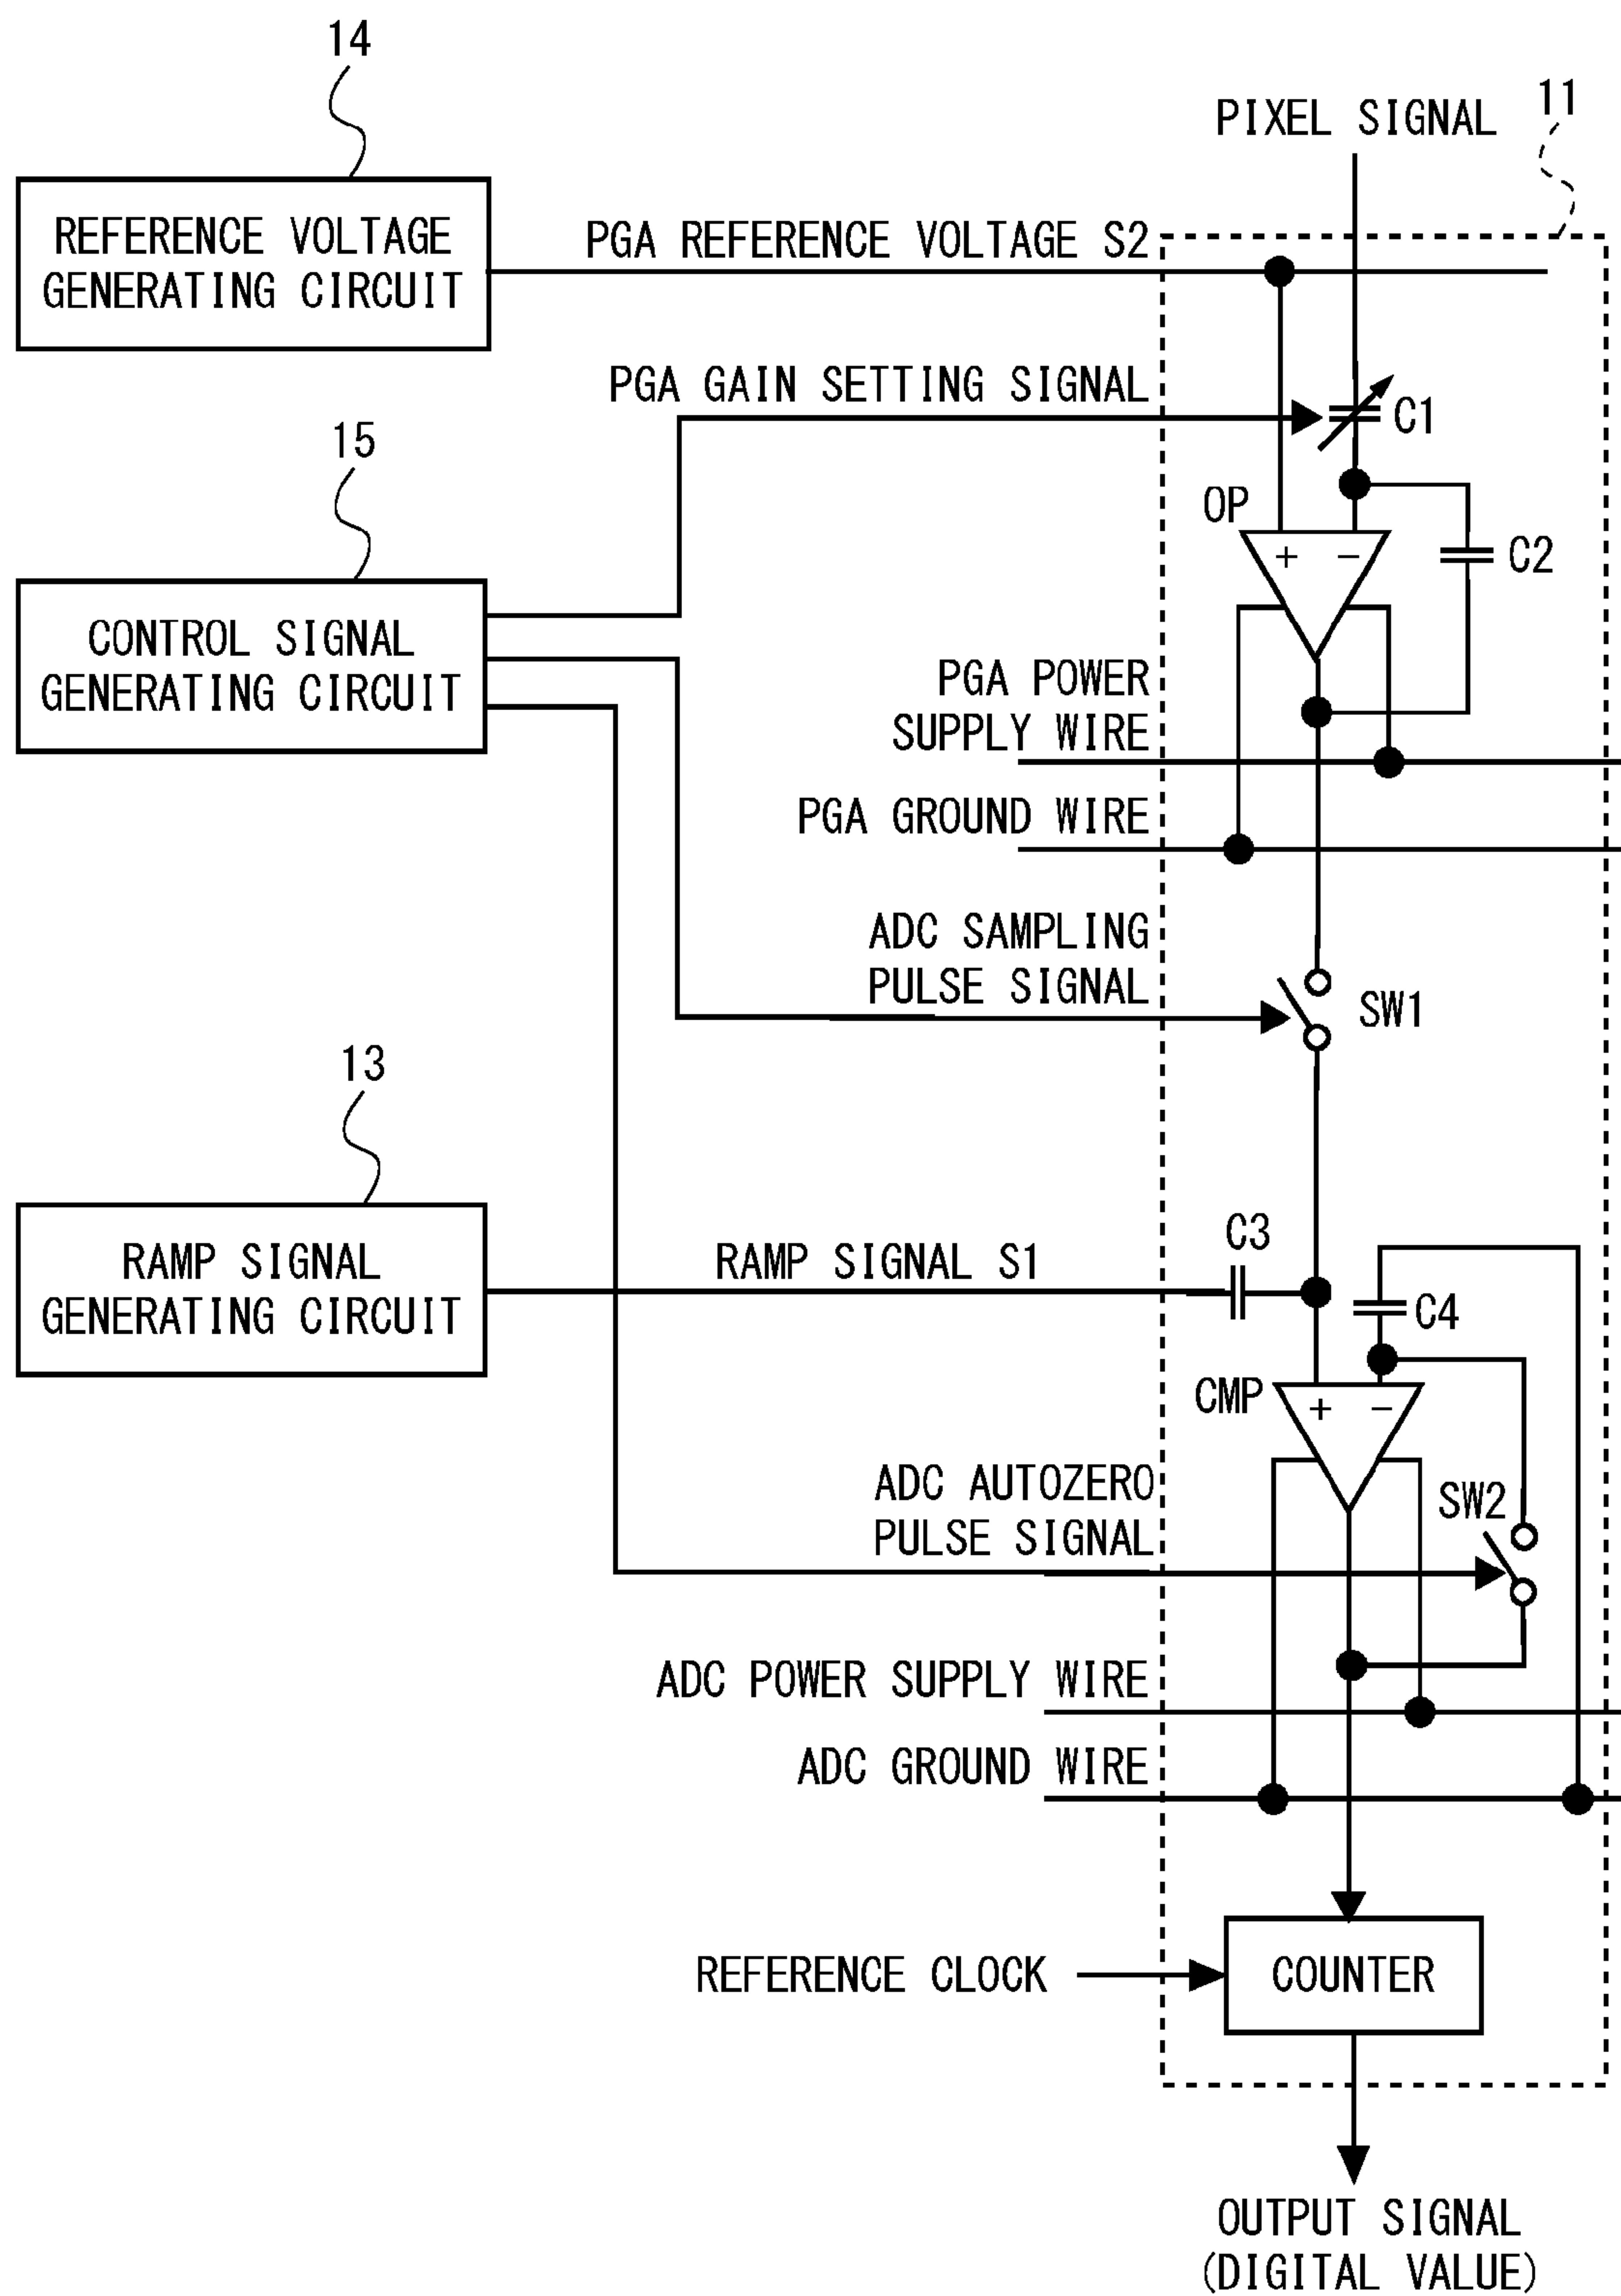 14
PIXEL SIGNAL
11
REFERENCE VOLTAGE
GENERATING CIRCUIT
PGA REFERENCE VOLTAGE S2
PGA GAIN SETTING SIGNAL
C1
15
OP
+ −
C2
CONTROL SIGNAL
GENERATING CIRCUIT
PGA POWER
SUPPLY WIRE
PGA GROUND WIRE
ADC SAMPLING
PULSE SIGNAL
SW1
13
RAMP SIGNAL
GENERATING CIRCUIT
RAMP SIGNAL S1
C3
C4
CMP
+ −
ADC AUTOZERO
PULSE SIGNAL
SW2
ADC POWER SUPPLY WIRE
ADC GROUND WIRE
REFERENCE CLOCK
COUNTER
OUTPUT SIGNAL
(DIGITAL VALUE)